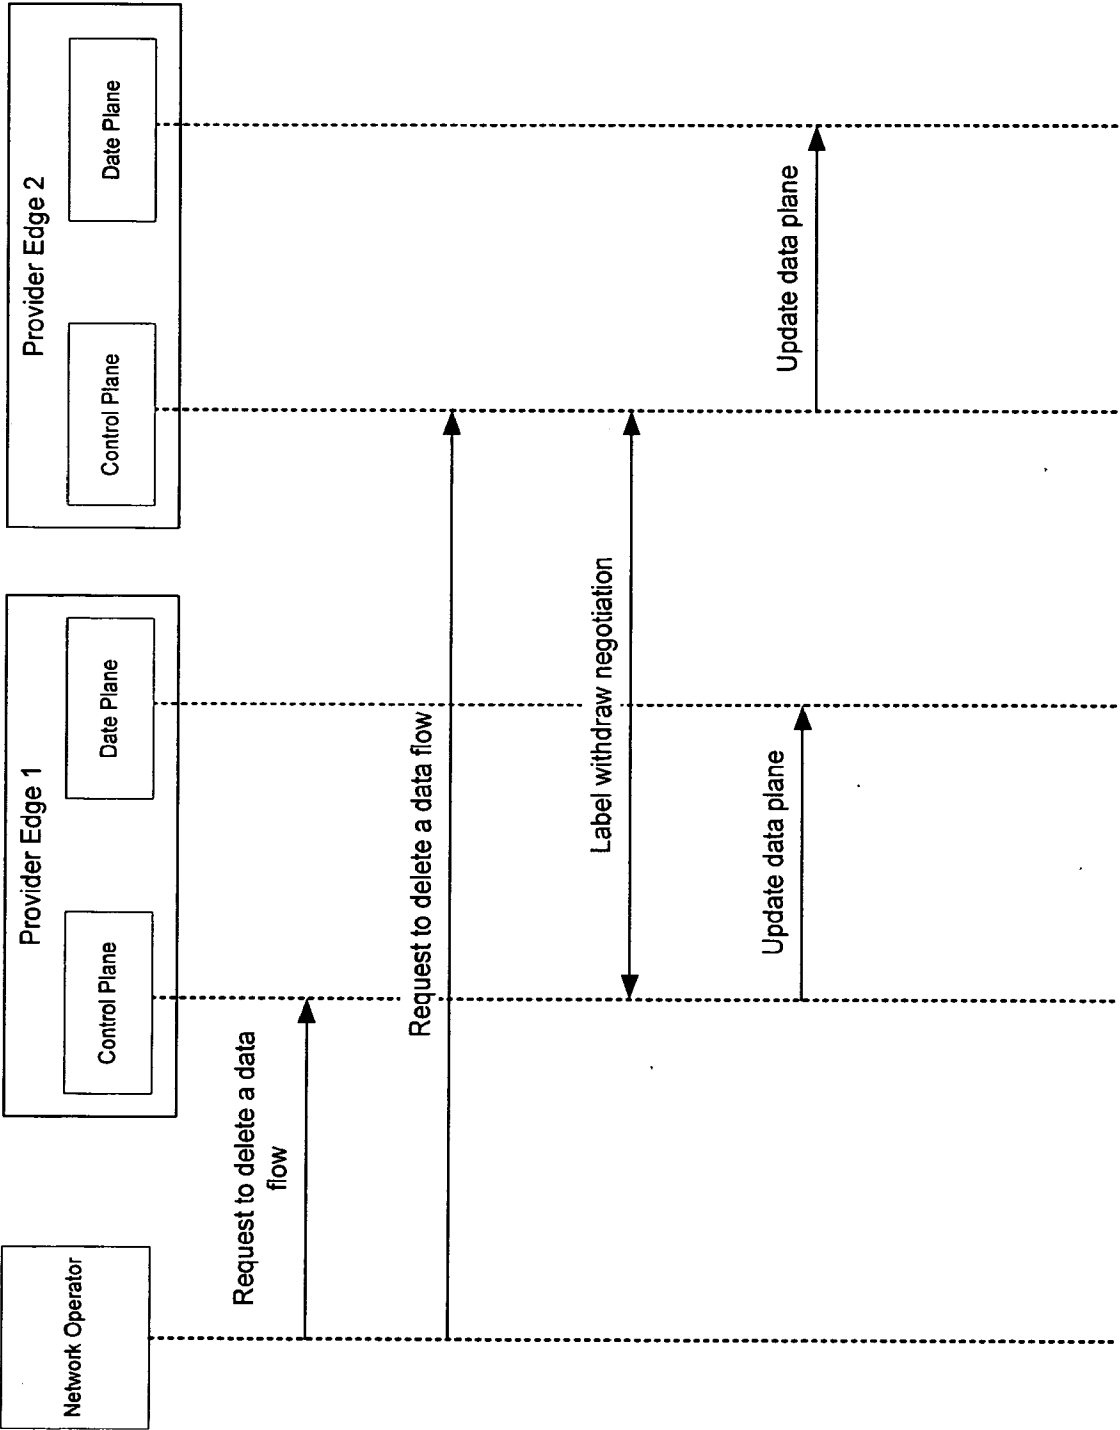 Network Operator
Provider Edge 1
Control Plane
Date Plane
Provider Edge 2
Control Plane
Date Plane
Request to delete a data
flow
Request to delete a data flow
Label withdraw negotiation
Update data plane
Update data plane